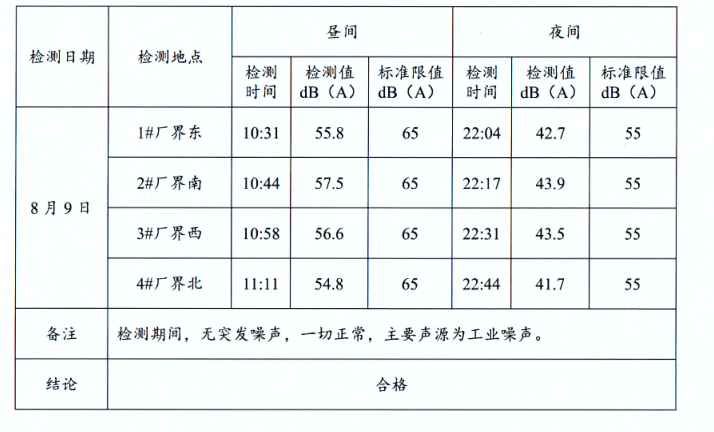 检测日期 检测地点 昼间 夜间
检测时间 检测值 dB（A） 标准限值 dB（A） 检测时间 检测值 dB（A） 标准限值 dB（A）
8月9日
1#厂界东 10:31 55.8 65 22:04 42.7 55
2#厂界南 10:44 57.5 65 22:17 43.9 55
3#厂界西 10:58 56.6 65 22:31 43.5 55
4#厂界北 11:11 54.8 65 22:44 41.7 55
备注 检测期间，无突发噪声，一切正常，主要声源为工业噪声。
结论 合格